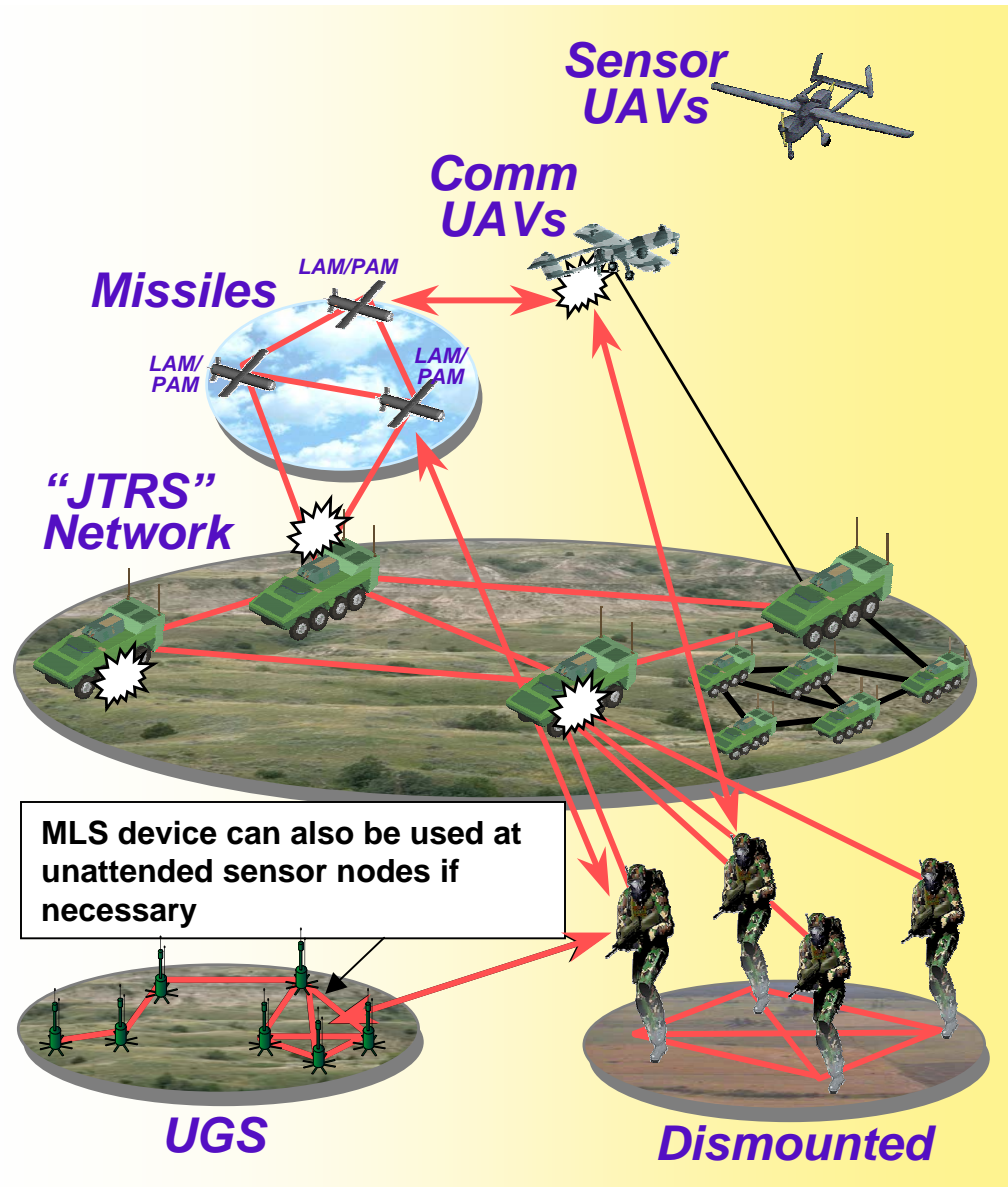 Sensor
UAVs
Comm
UAVs
Missiles
LAM/PAM
LAM/
PAM
LAM/
PAM
“JTRS”
Network
MLS device can also be used at
unattended sensor nodes if
necessary
UGS
Dismounted